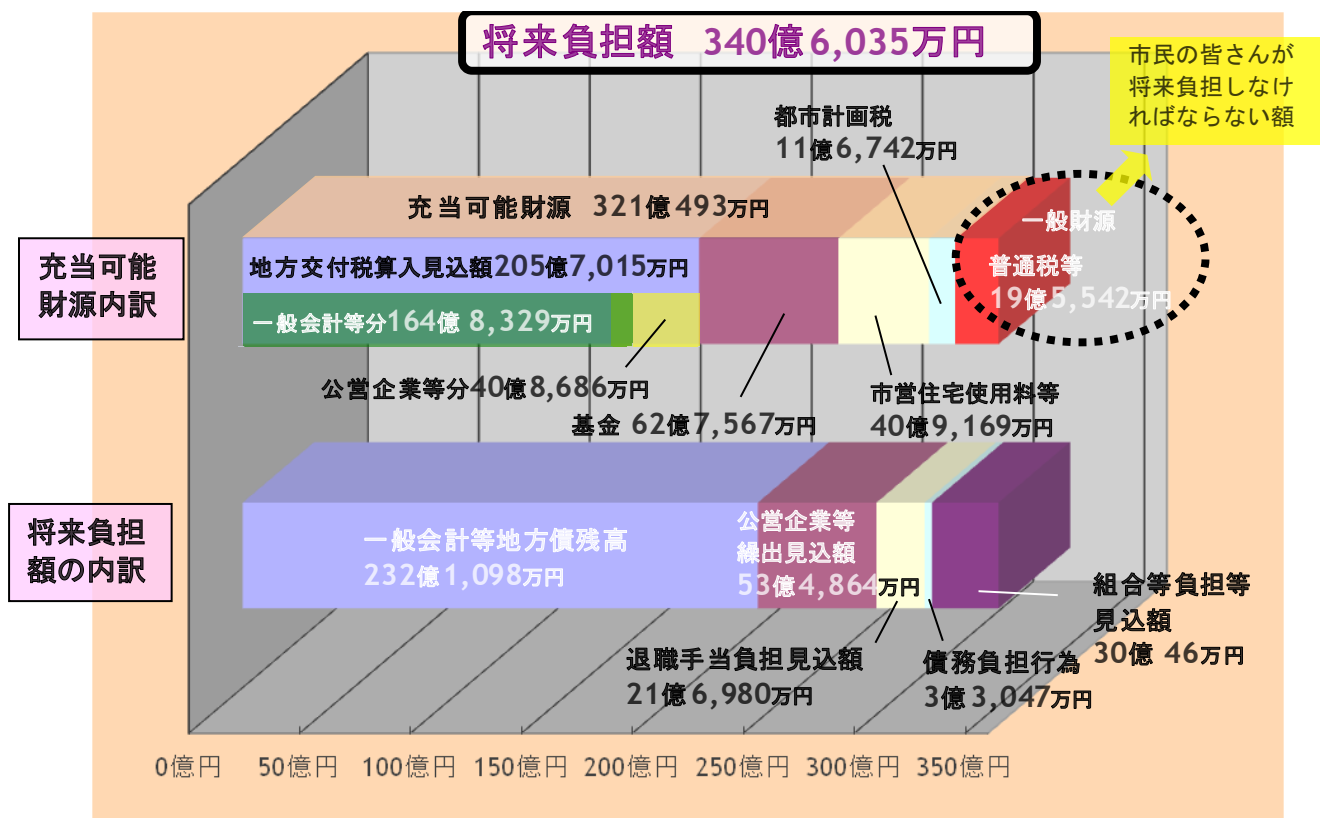 将来負担額 340億6,035万円
市民の皆さんが
将来負担しなけ
ればならない額
都市計画税
11億6,742万円
充当可能財源 321億493万円
一般財源
普通税等
19億5,542万円
充当可能
財源内訳
地方交付税算入見込額205億7,015万円
一般会計等分164億 8,329万円
公営企業等分40億8,686万円
基金 62億7,567万円
市営住宅使用料等
40億9,169万円
将来負担
額の内訳
一般会計等地方債残高
232億1,098万円
公営企業等
繰出見込額
53億4,864万円
組合等負担等
見込額
30億 46万円
退職手当負担見込額
21億6,980万円
債務負担行為
3億3,047万円
0億円 50億円 100億円 150億円 200億円 250億円 300億円 350億円